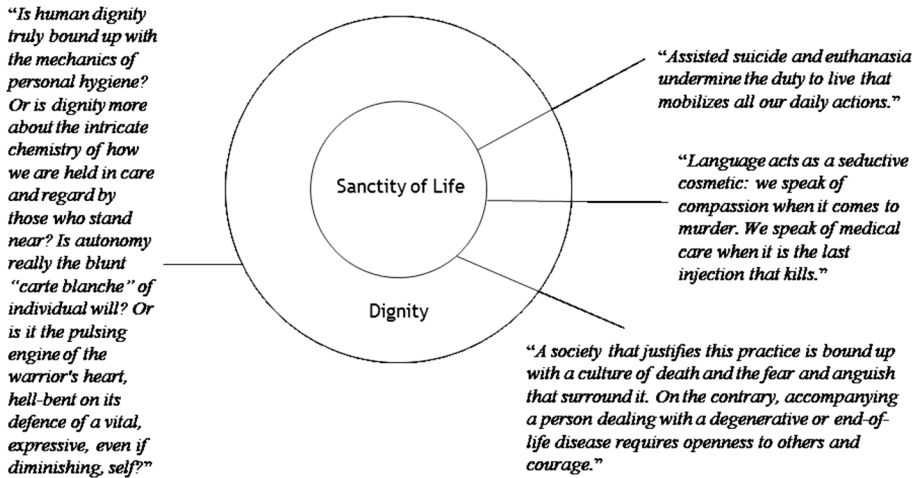 “Is human dignity
truly bound up with
the mechanics of
personal hygiene?
Or is dignity more
about the intricate
chemistry of how
we are held in care
and regard by
those who stand
near? Is autonomy
really the blunt
“carte blanche” of
individual will? Or
is it the pulsing
engine of the
warrior's heart,
hell-bent on its
defence of a vital,
expressive, even if
diminishing, self?”
Sanctity of Life
Dignity
“Assisted suicide and euthanasia
undermine the duty to live that
mobilizes all our daily actions.”
“Language acts as a seductive
cosmetic: we speak of
compassion when it comes to
murder. We speak of medical
care when it is the last
injection that kills.”
“A society that justifies this practice is bound up
with a culture of death and the fear and anguish
that surround it. On the contrary, accompanying
a person dealing with a degenerative or end-of-
life disease requires openness to others and
courage.”